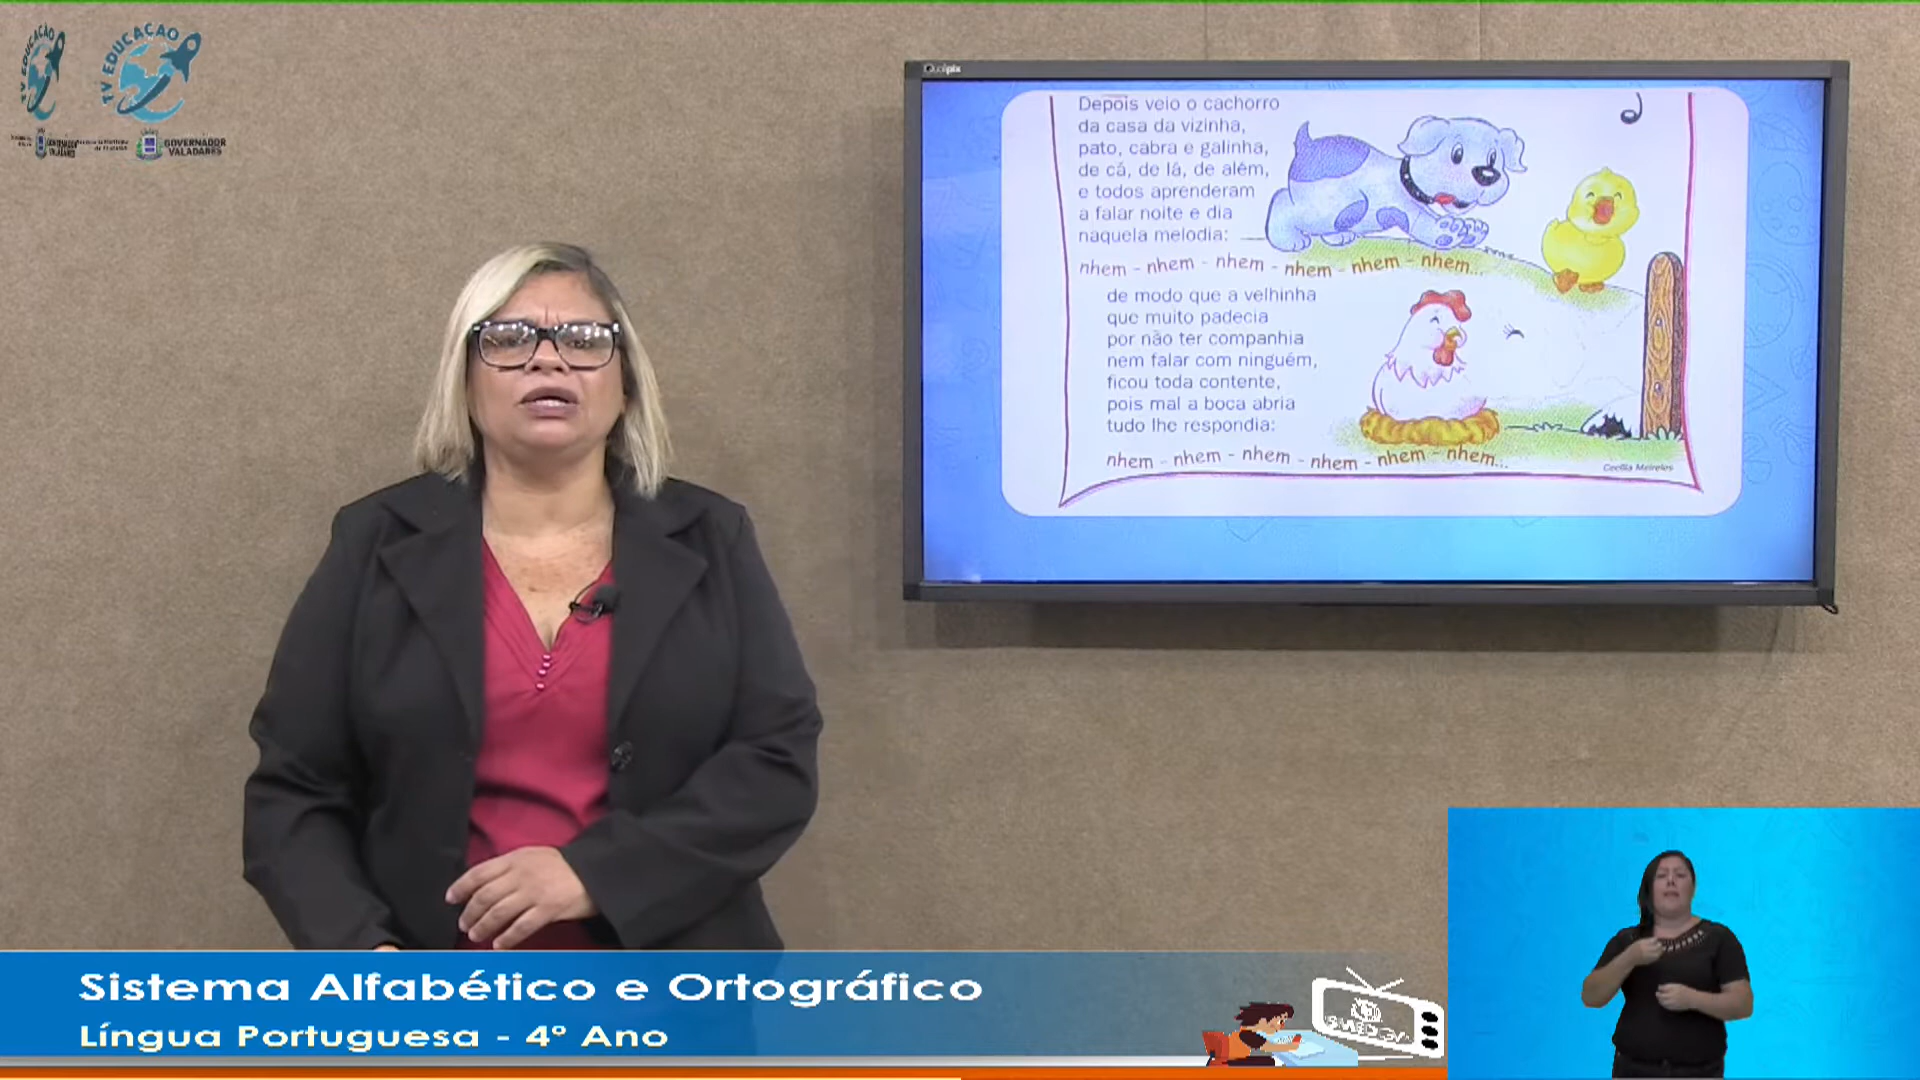 TV EDUCAÇÃO
TV EDUCAÇÃO
GOVERNADOR
VALADARES
GOVERNADOR
VALADARES
Depois veio o cachorro
da casa da vizinha,
pato, cabra e galinha,
de cá, de lá, de além,
e todos aprenderam
a falar noite e dia
naquela melodia:
nhem - nhem - nhem - nhem - nhem - nhem...
de modo que a velhinha
que muito padecia
por não ter companhia
nem falar com ninguém,
ficou toda contente,
pois mal a boca abria
tudo lhe respondia:
nhem - nhem - nhem - nhem - nhem - nhem...
Cecília Meireles
Sistema Alfabético e Ortográfico
Língua Portuguesa - 4º Ano